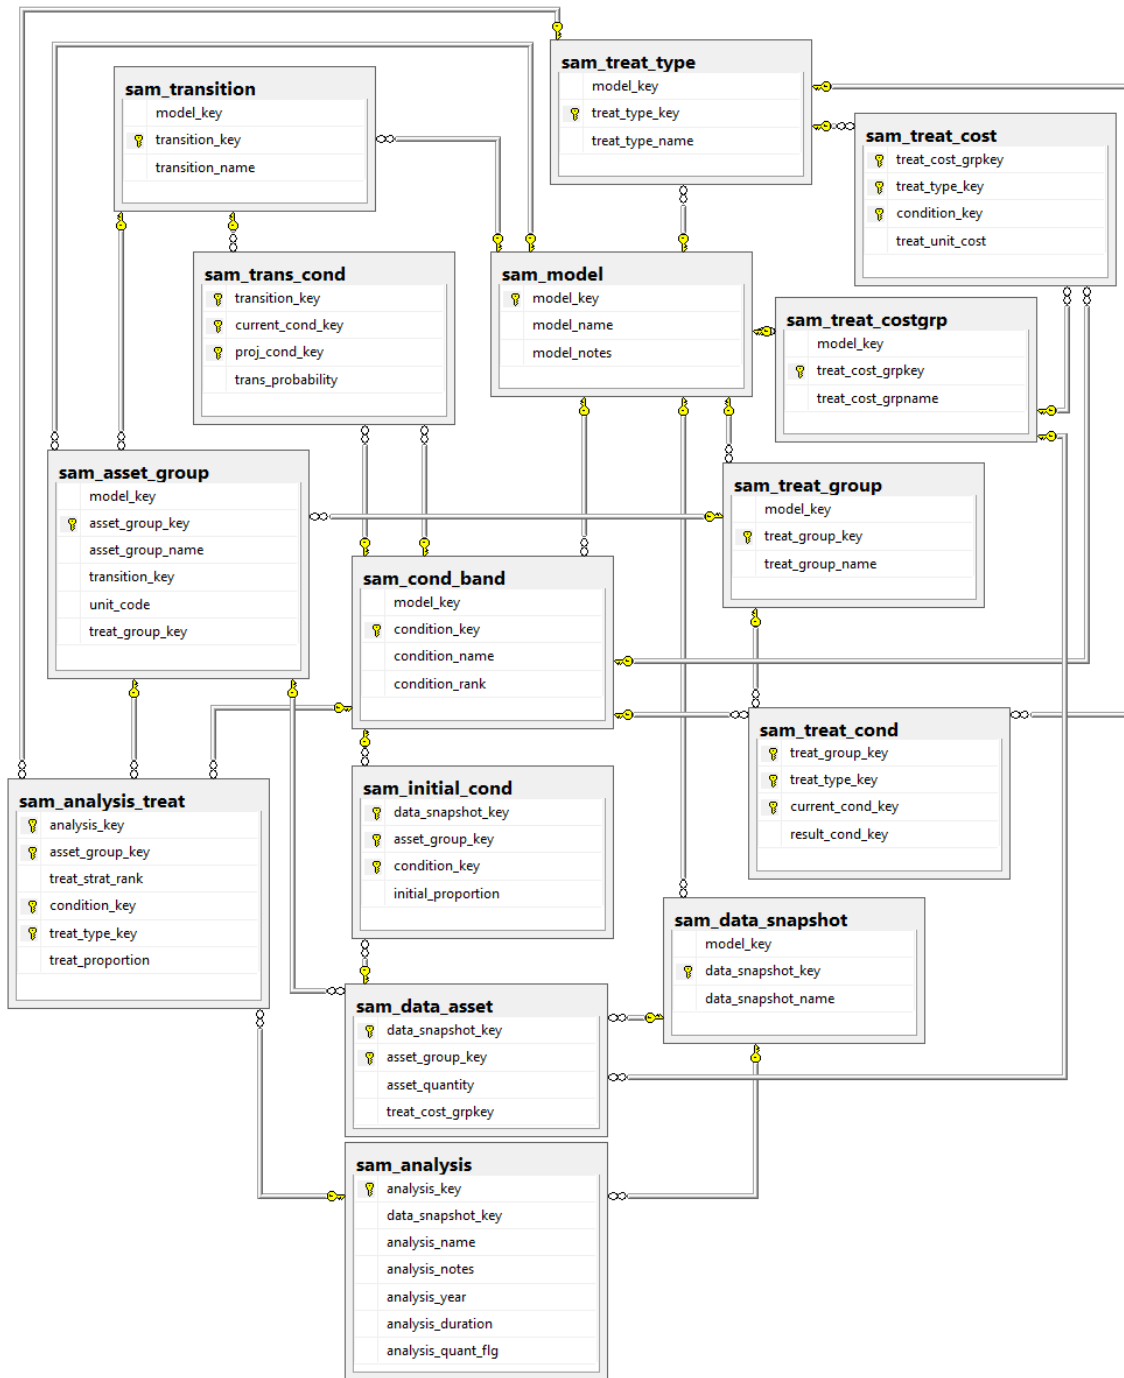 sam_treat_type
model_key
treat_type_key
treat_type_name
sam_transition
model_key
transition_key
transition_name
sam_treat_cost
treat_cost_grpkey
treat_type_key
condition_key
treat_unit_cost
sam_trans_cond
transition_key
current_cond_key
proj_cond_key
trans_probability
sam_model
model_key
model_name
model_notes
sam_treat_costgrp
model_key
treat_cost_grpkey
treat_cost_grpname
sam_asset_group
model_key
asset_group_key
asset_group_name
transition_key
unit_code
treat_group_key
sam_treat_group
model_key
treat_group_key
treat_group_name
sam_cond_band
model_key
condition_key
condition_name
condition_rank
sam_treat_cond
treat_group_key
treat_type_key
current_cond_key
result_cond_key
sam_analysis_treat
analysis_key
asset_group_key
treat_strat_rank
condition_key
treat_type_key
treat_proportion
sam_initial_cond
data_snapshot_key
asset_group_key
condition_key
initial_proportion
sam_data_snapshot
model_key
data_snapshot_key
data_snapshot_name
sam_data_asset
data_snapshot_key
asset_group_key
asset_quantity
treat_cost_grpkey
sam_analysis
analysis_key
data_snapshot_key
analysis_name
analysis_notes
analysis_year
analysis_duration
analysis_quant_flg